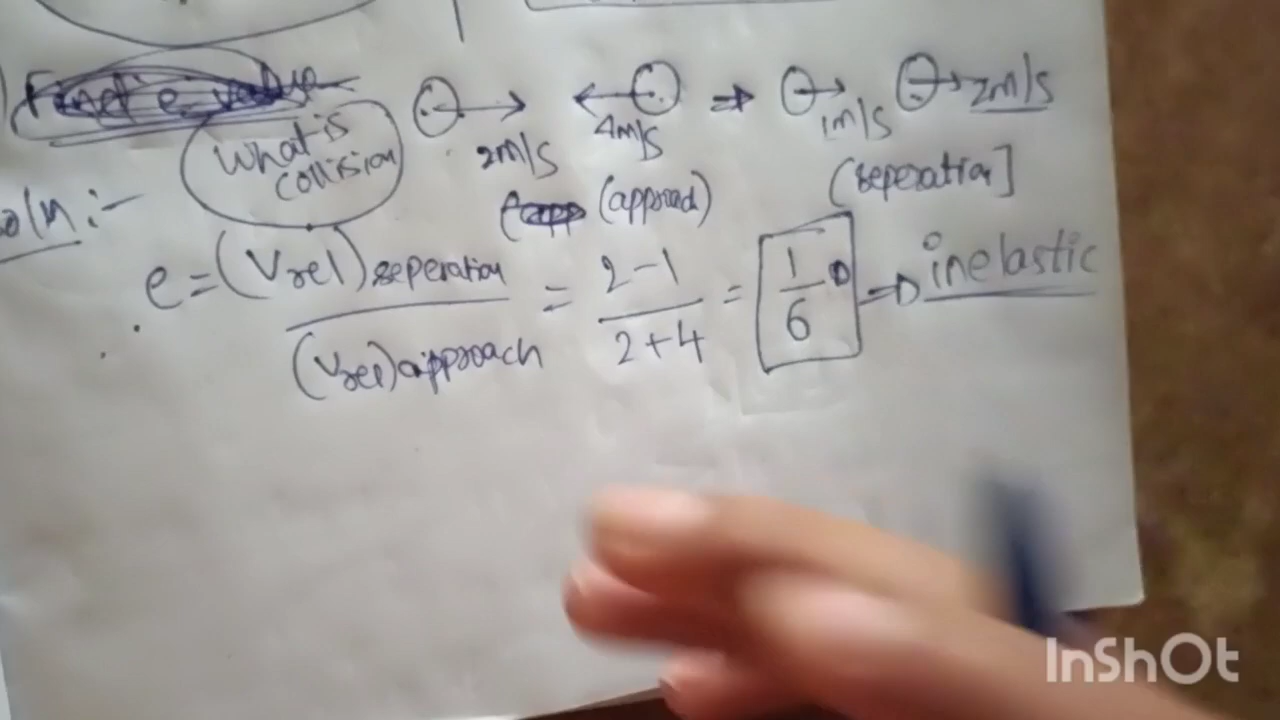 What is
collision
2m/s
4m/s
1m/s
2m/s
(approach)
(seperation]
soln :-
e = (Vrel) seperation / (Vrel) approach = 2-1 / 2+4 = 1/6 → inelastic
InShOt